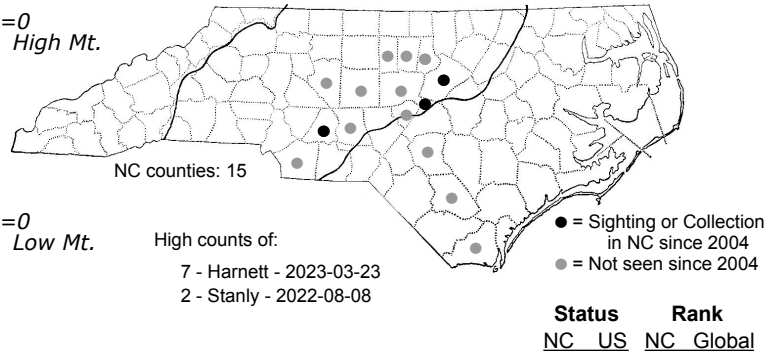 =0
High Mt.
NC counties: 15
=0
Low Mt.
High counts of:
7 - Harnett - 2023-03-23
2 - Stanly - 2022-08-08
= Sighting or Collection
in NC since 2004
= Not seen since 2004
Status Rank
NC US NC Global